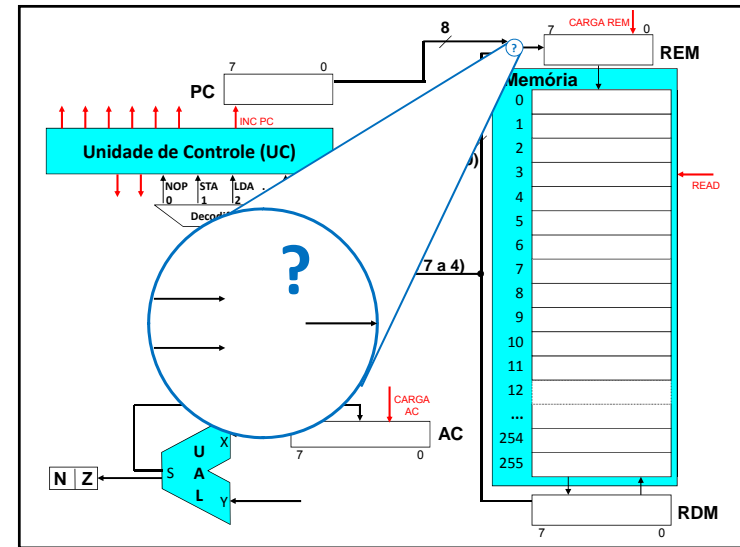 8
?
CARGA REM
7 0
REM
7 0
PC
INC PC
Memória
0
1
2
3
4
5
6
7
8
9
10
11
12
...
254
255
READ
Unidade de Controle (UC)
NOP STA LDA .
0 1 2
7 a 4)
?
CARGA
AC
AC
7 0
U
A
L
X
S
Y
N Z
RDM
7 0